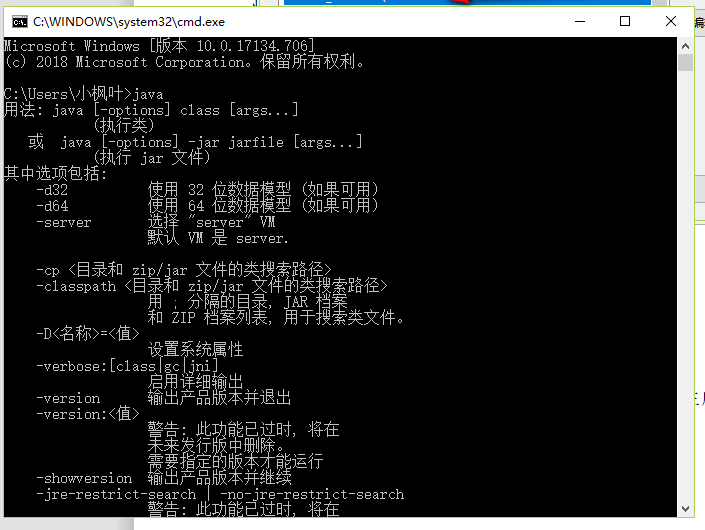 C:\WINDOWS\system32\cmd.exe
Microsoft Windows [版本 10.0.17134.706]
(c) 2018 Microsoft Corporation。保留所有权利。
C:\Users\小枫叶>java
用法: java [-options] class [args...]
(执行类)
或  java [-options] -jar jarfile [args...]
(执行 jar 文件)
其中选项包括:
-d32 使用 32 位数据模型 (如果可用)
-d64 使用 64 位数据模型 (如果可用)
-server 选择 "server" VM
默认 VM 是 server.
-cp <目录和 zip/jar 文件的类搜索路径>
-classpath <目录和 zip/jar 文件的类搜索路径>
用 ; 分隔的目录, JAR 档案
和 ZIP 档案列表, 用于搜索类文件。
-D<名称>=<值>
设置系统属性
-verbose:[class|gc|jni]
启用详细输出
-version 输出产品版本并退出
-version:<值>
警告: 此功能已过时, 将在
未来发行版中删除。
需要指定的版本才能运行
-showversion 输出产品版本并继续
-jre-restrict-search | -no-jre-restrict-search
警告: 此功能已过时, 将在